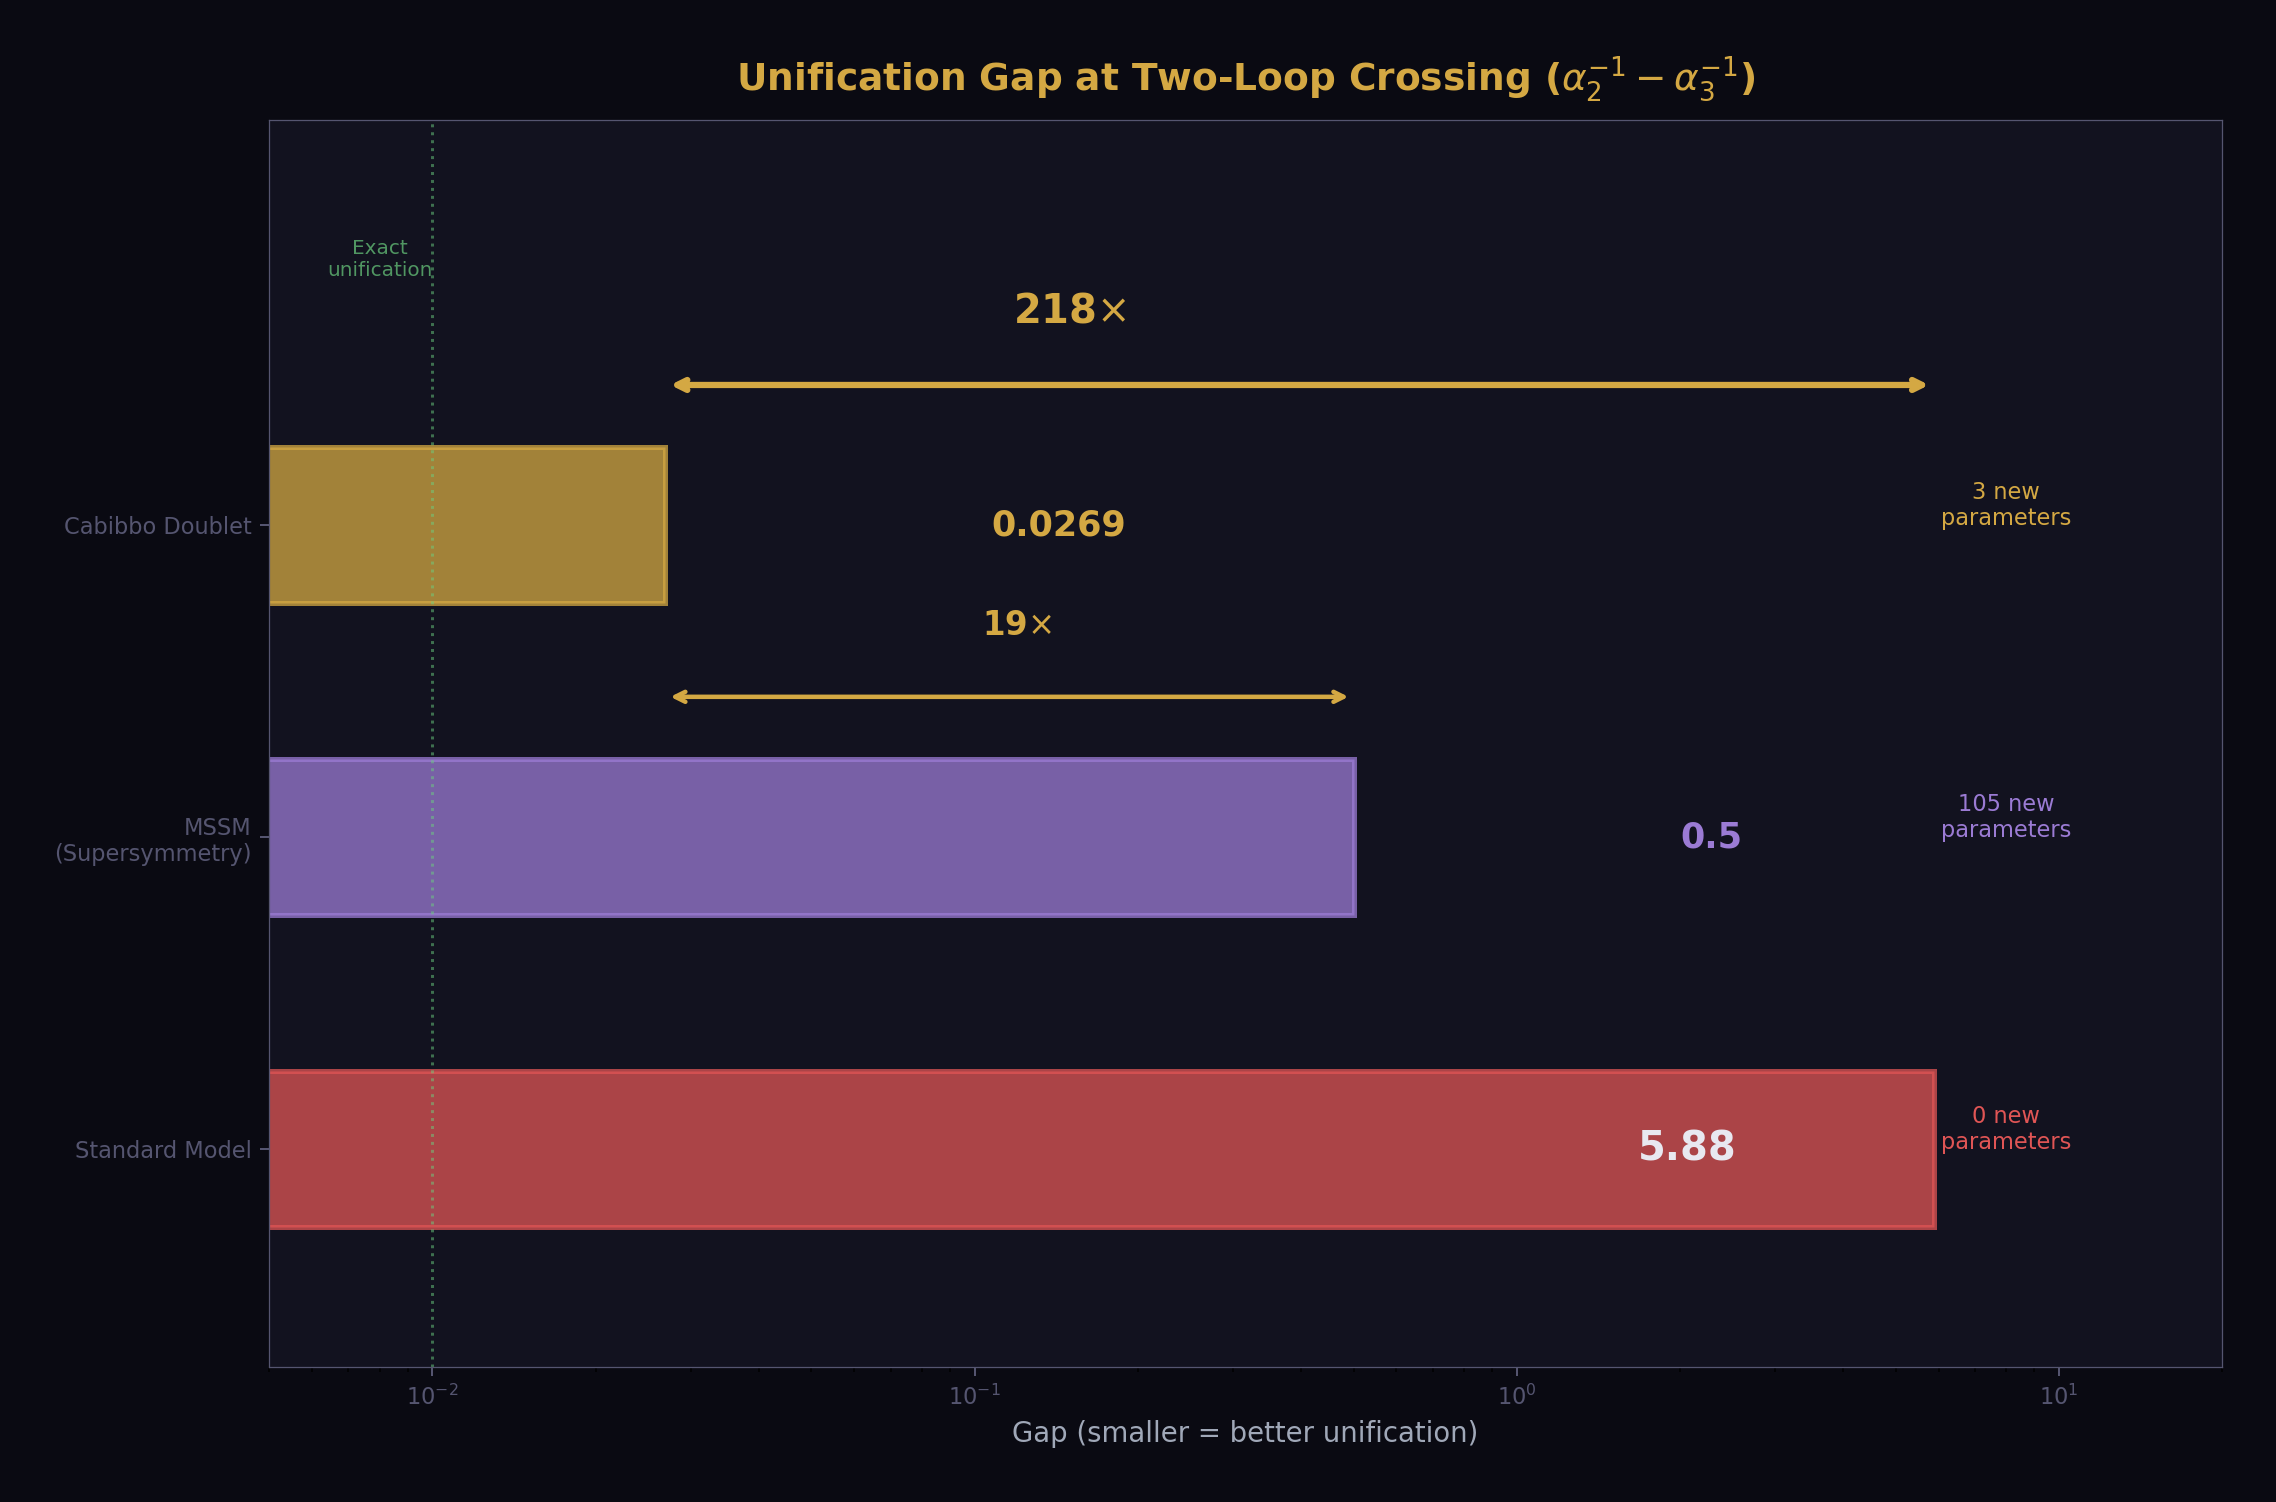 Unification Gap at Two-Loop Crossing (α₂⁻¹ − α₃⁻¹)
Exact
unification
218×
Cabibbo Doublet
0.0269
3 new
parameters
19×
MSSM
(Supersymmetry)
0.5
105 new
parameters
Standard Model
5.88
0 new
parameters
10⁻² 10⁻¹ 10⁰ 10¹
Gap (smaller = better unification)